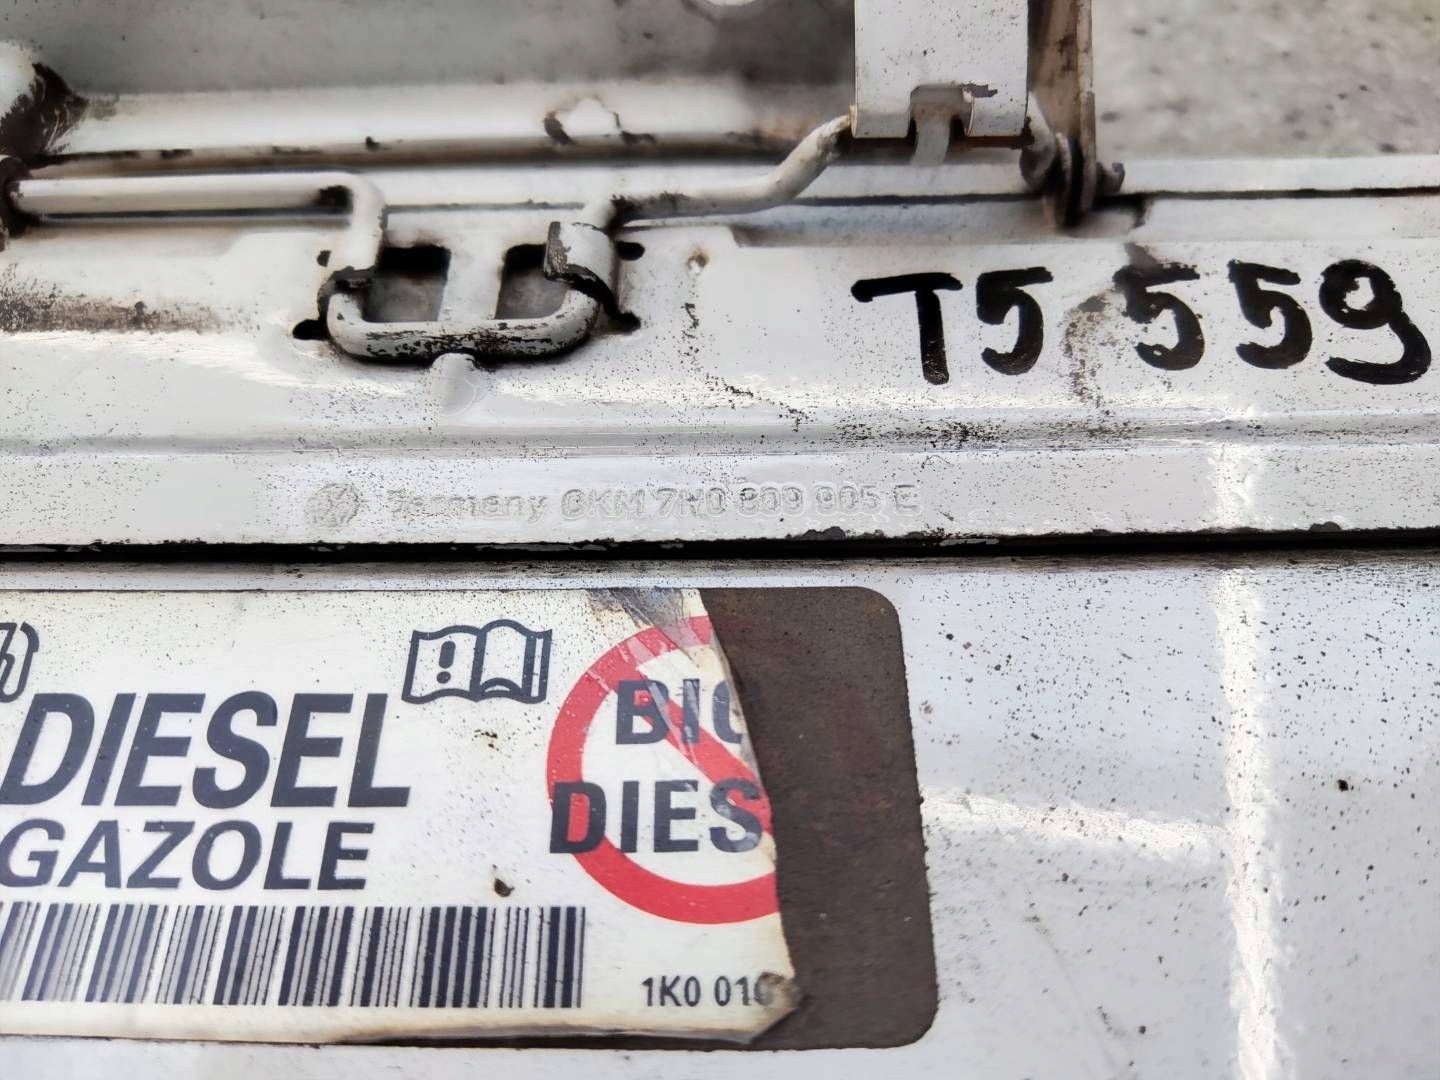 T5 559
Germany GKM 7H0 809 905 E
DIESEL
GAZOLE
BIO
DIES
1K0 010